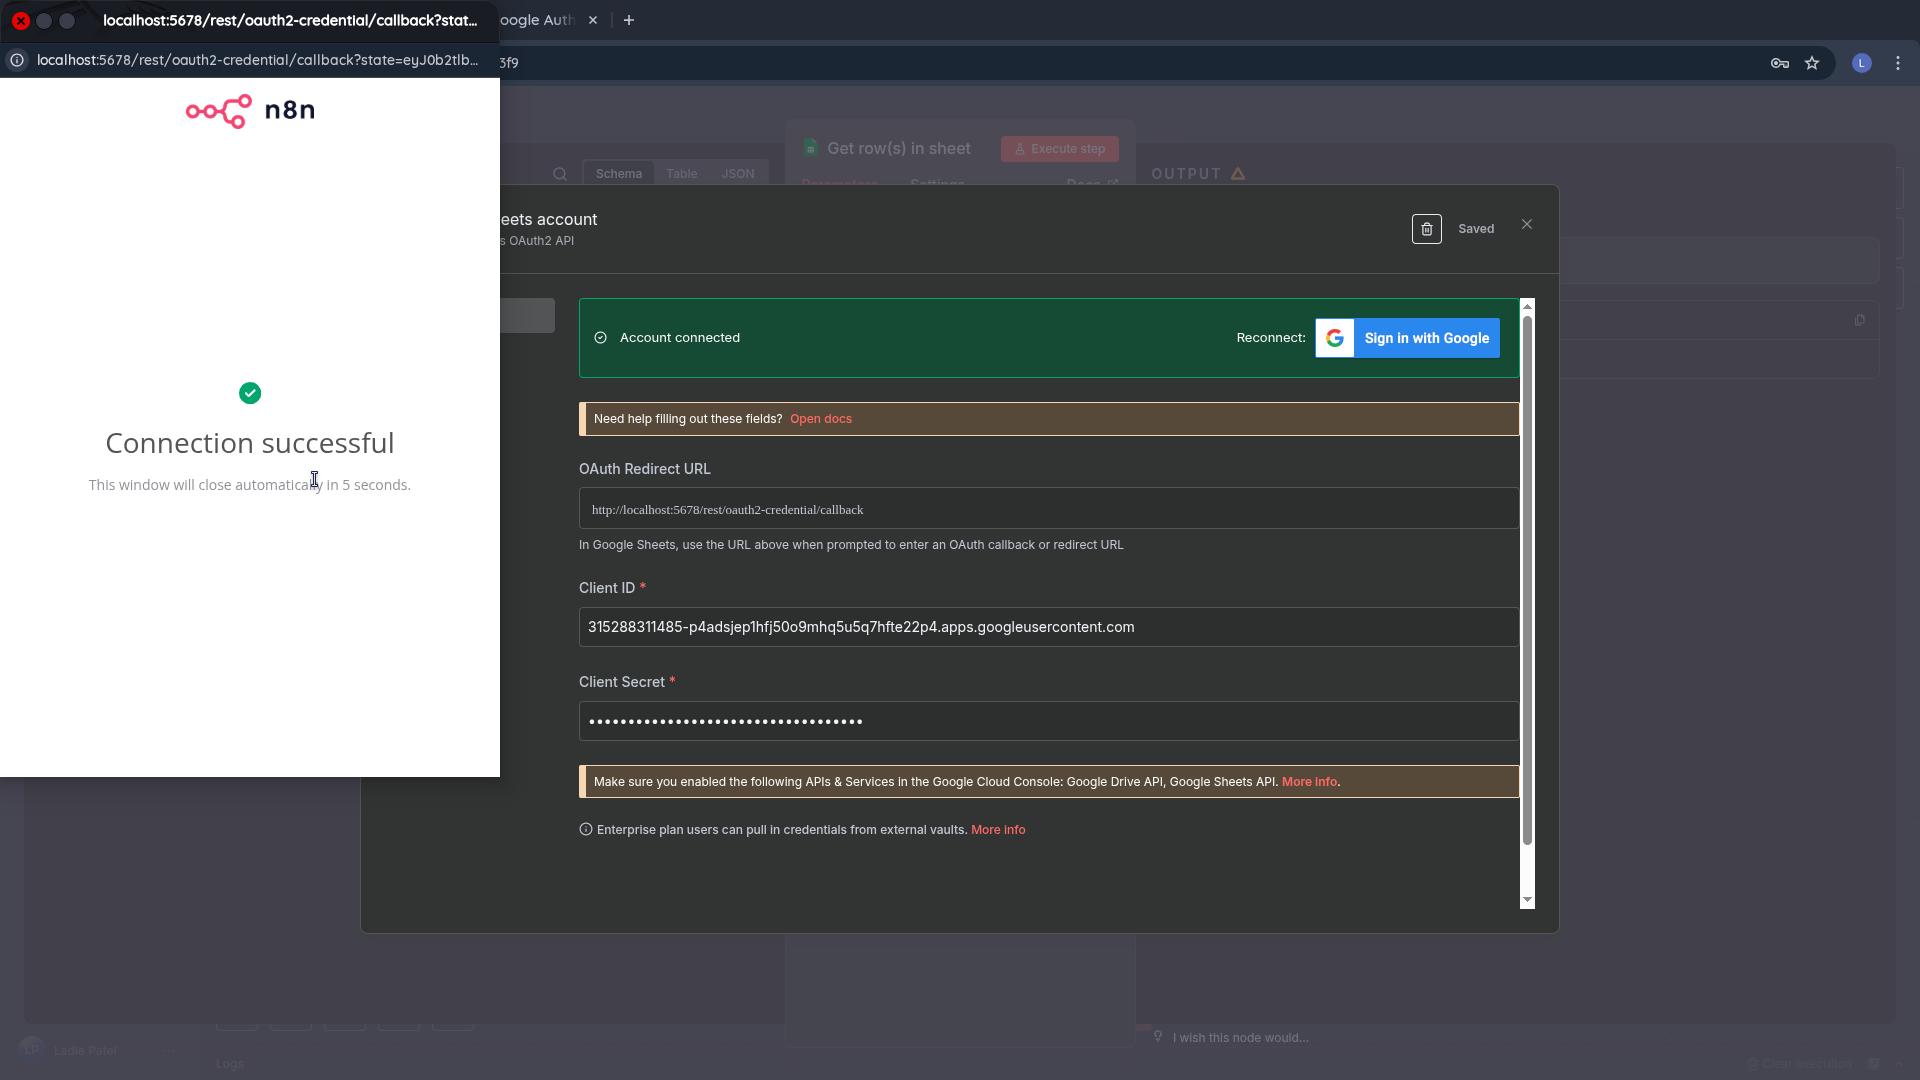 localhost:5678/rest/oauth2-credential/callback?stat...
oogle Auth
localhost:5678/rest/oauth2-credential/callback?state=eyJ0b2tlb...
3f9
L
n8n
Connection successful
This window will close automatically in 5 seconds.
Get row(s) in sheet
Execute step
Schema
Table
JSON
Parameters
Settings
Docs
OUTPUT
eets account
s OAuth2 API
Saved
Account connected
Reconnect:
Sign in with Google
Need help filling out these fields? Open docs
OAuth Redirect URL
http://localhost:5678/rest/oauth2-credential/callback
In Google Sheets, use the URL above when prompted to enter an OAuth callback or redirect URL
Client ID *
315288311485-p4adsjep1hfj50o9mhq5u5q7hfte22p4.apps.googleusercontent.com
Client Secret *
••••••••••••••••••••••••••••••••••
Make sure you enabled the following APIs & Services in the Google Cloud Console: Google Drive API, Google Sheets API. More info.
Enterprise plan users can pull in credentials from external vaults. More info
I wish this node would...
LP
Ladie Patel
Logs
Clear execution